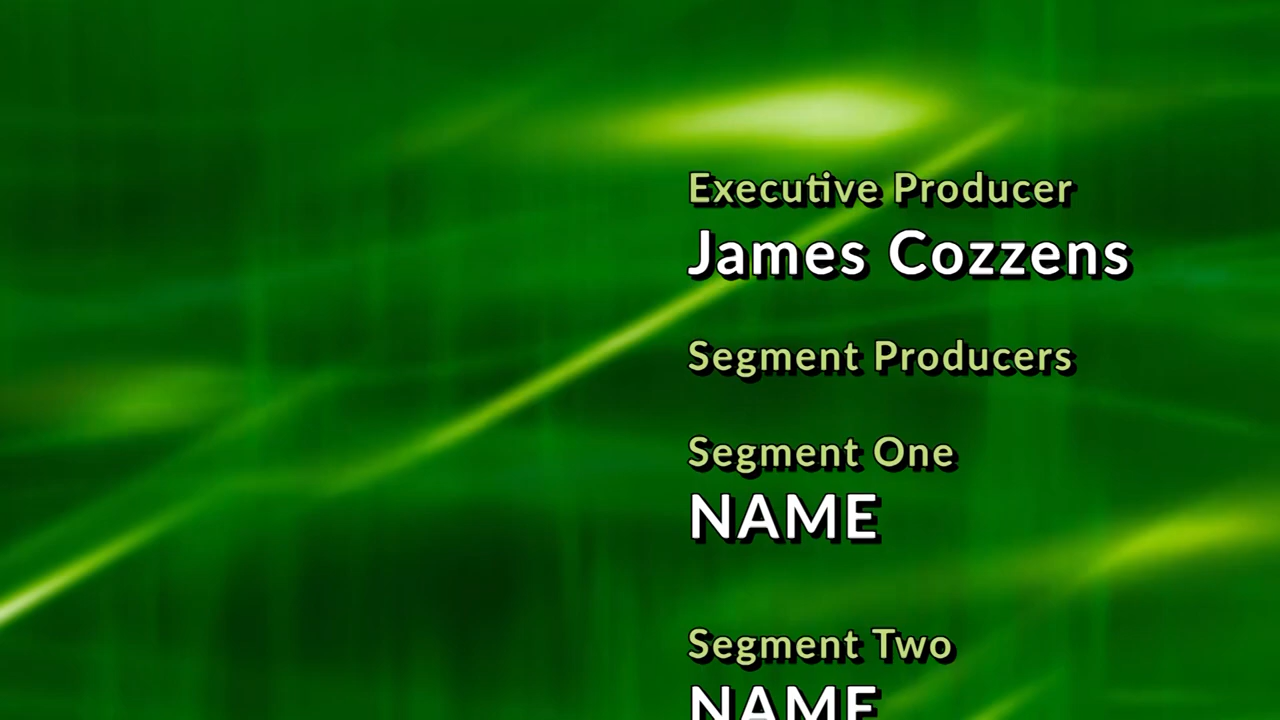 Executive Producer
James Cozzens
Segment Producers
Segment One
NAME
Segment Two
NAME